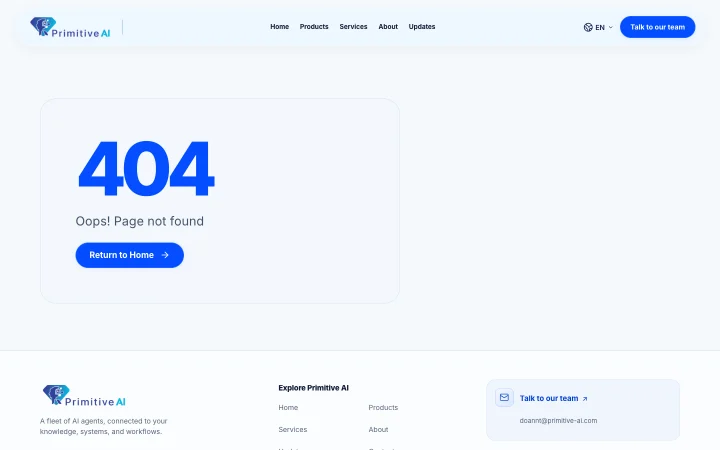 Primitive AI
Home Products Services About Updates
EN
Talk to our team
404
Oops! Page not found
Return to Home
Primitive AI
A fleet of AI agents, connected to your
knowledge, systems, and workflows.
Explore Primitive AI
Home Products
Services About
Talk to our team
doannt@primitive-ai.com